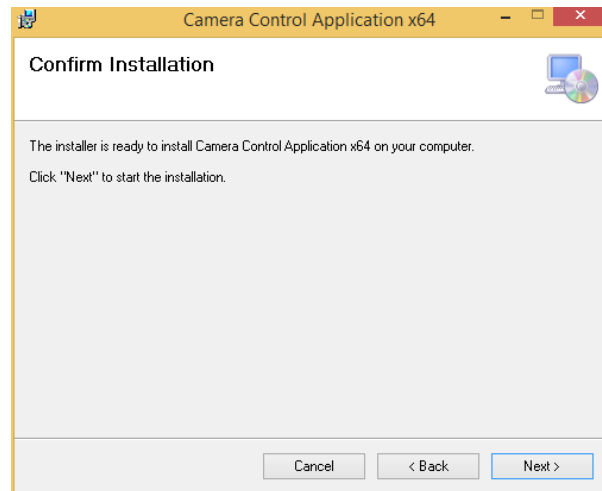 Camera Control Application x64
Confirm Installation
The installer is ready to install Camera Control Application x64 on your computer.
Click "Next" to start the installation.
Cancel
< Back
Next >